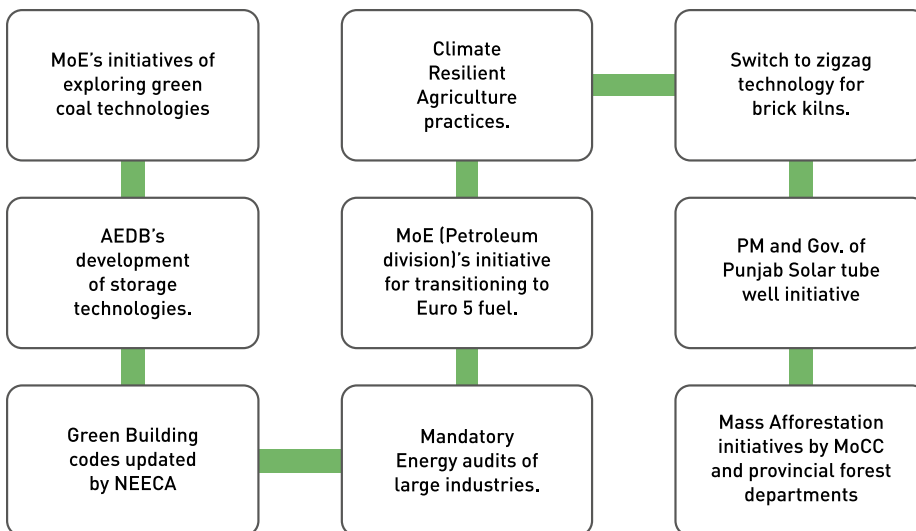 MoE's initiatives of
exploring green
coal technologies
AEDB's
development
of storage
technologies.
Green Building
codes updated
by NEECA
Mandatory
Energy audits of
large industries.
MoE (Petroleum
division)'s initiative
for transitioning to
Euro 5 fuel.
Climate
Resilient
Agriculture
practices.
Switch to zigzag
technology for
brick kilns.
PM and Gov. of
Punjab Solar tube
well initiative
Mass Afforestation
initiatives by MoCC
and provincial forest
departments